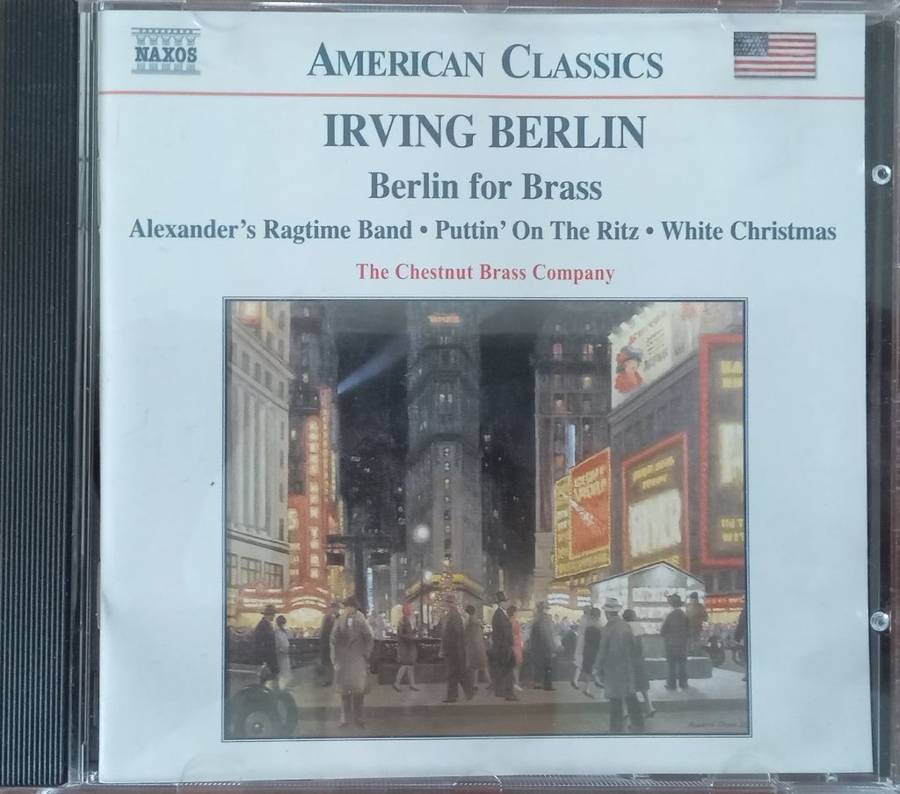 NAXOS
AMERICAN CLASSICS
IRVING BERLIN
Berlin for Brass
Alexander's Ragtime Band • Puttin' On The Ritz • White Christmas
The Chestnut Brass Company